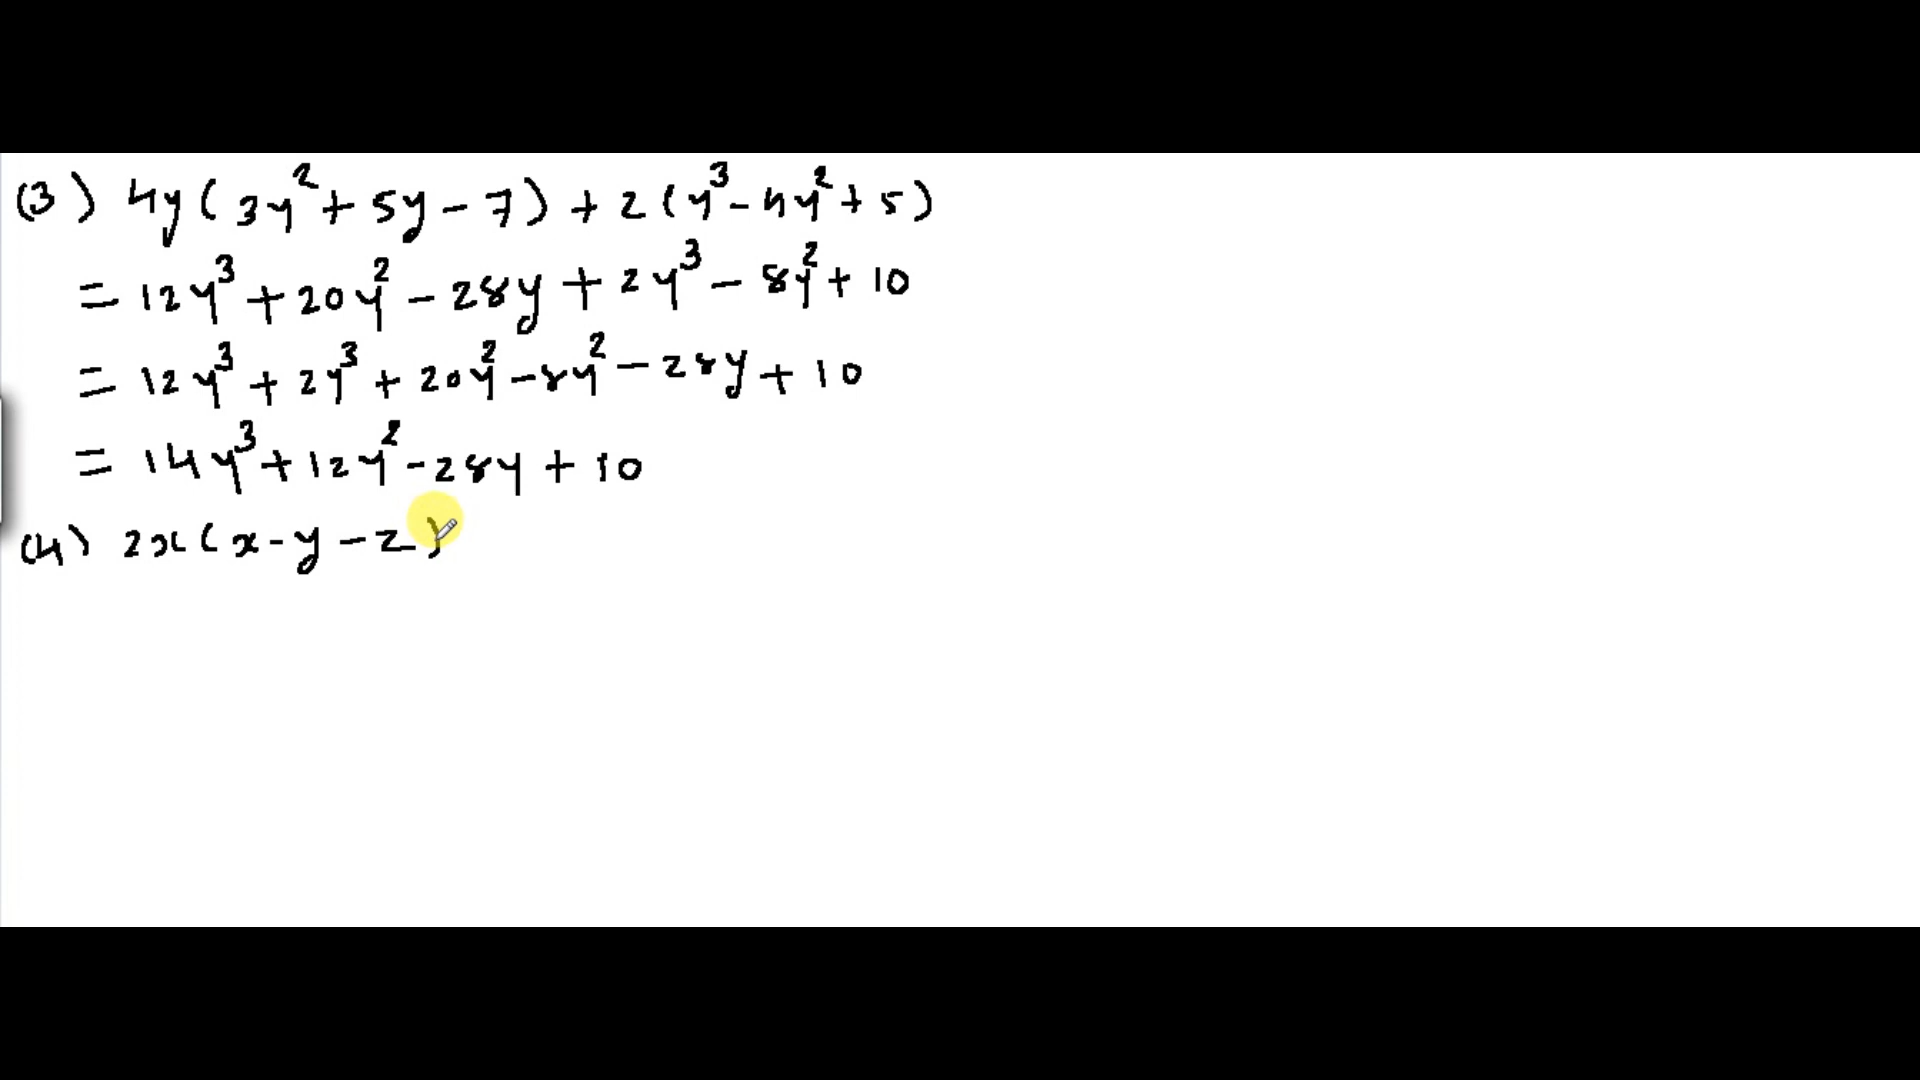 (3) 4y(3y²+5y-7)+2(y³-4y²+5)
=12y³+20y²-28y+2y³-8y²+10
=12y³+2y³+20y²-8y²-28y+10
=14y³+12y²-28y+10
(4) 2x(x-y-z)